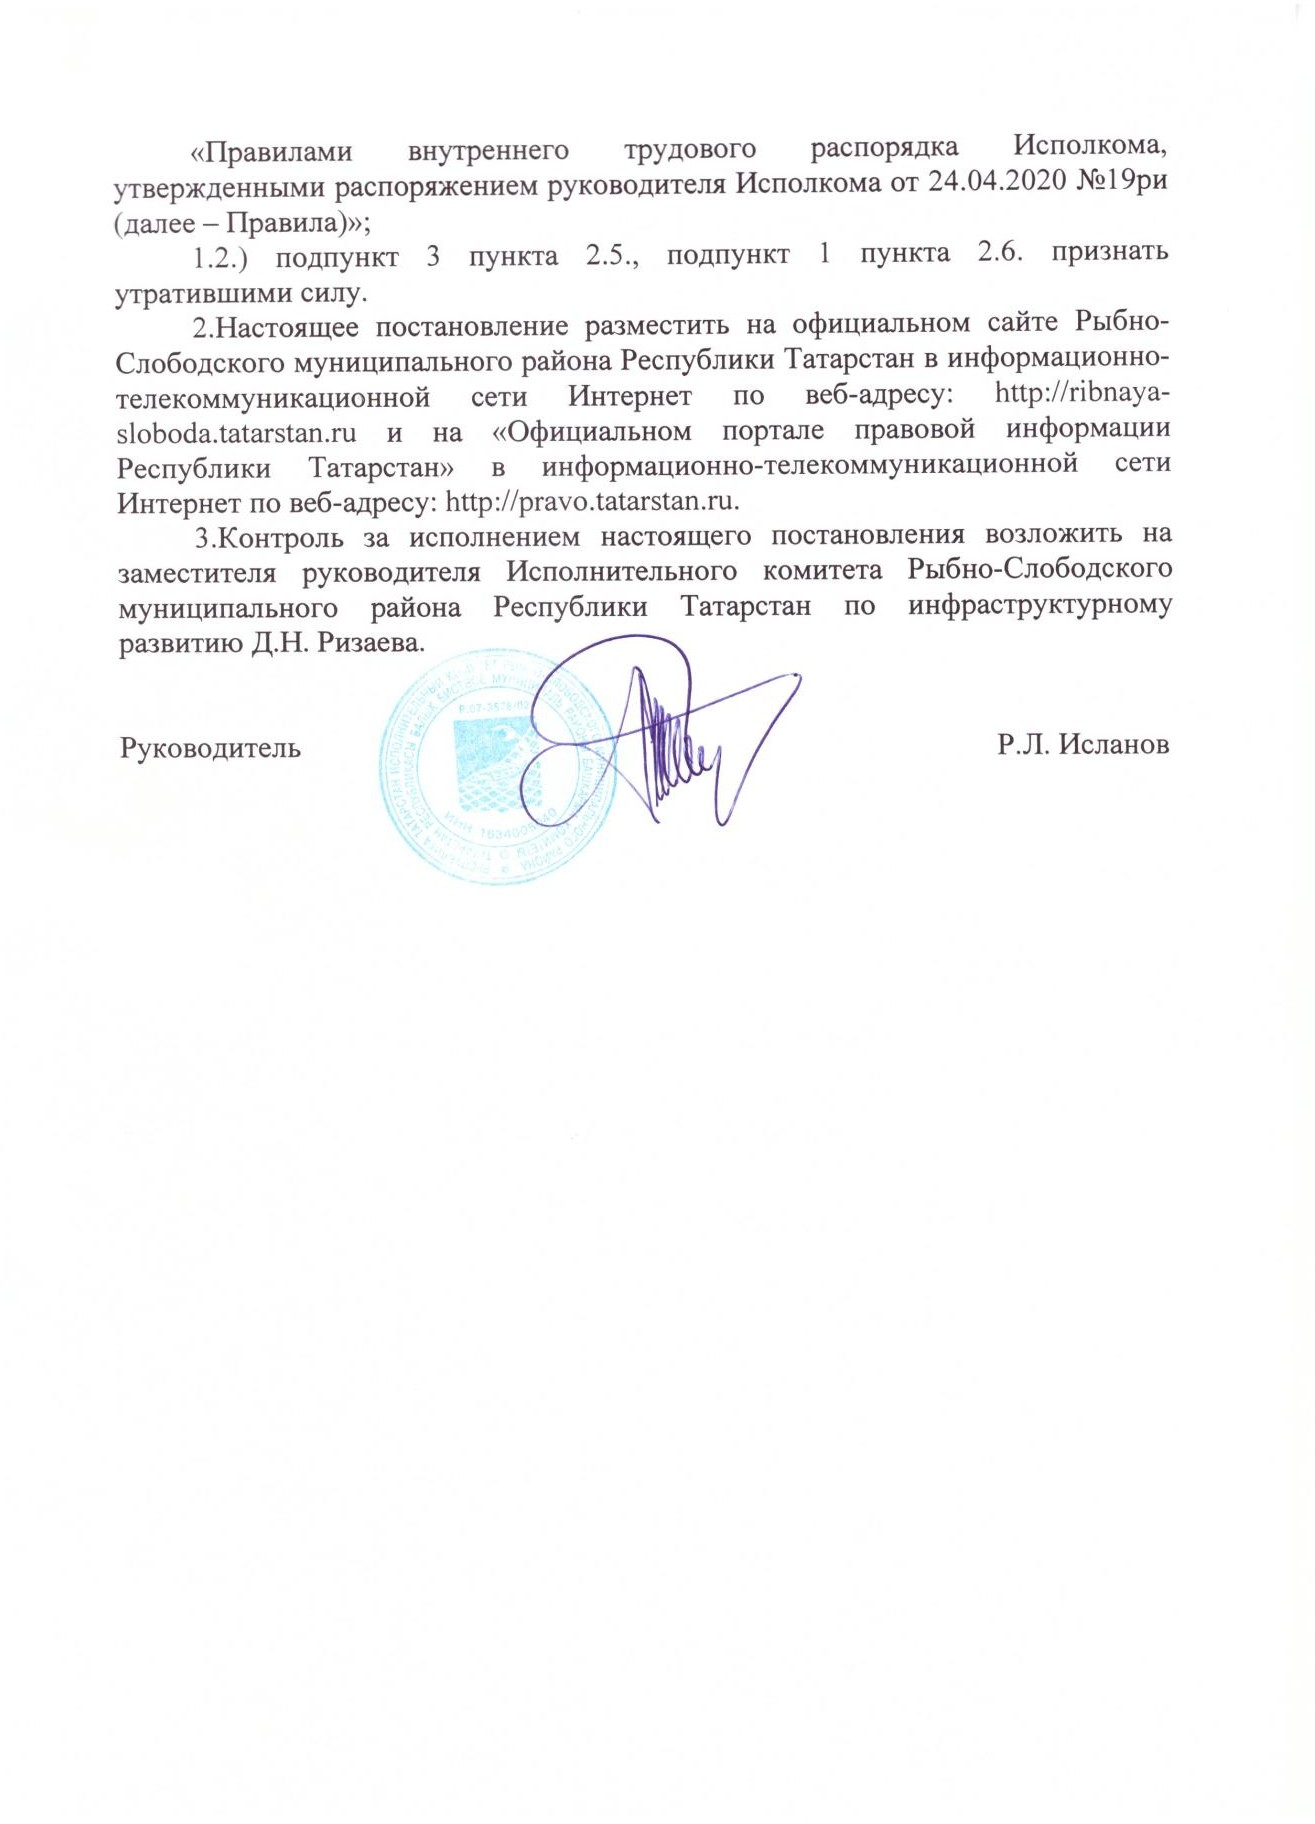 «Правилами внутреннего трудового распорядка Исполкома,
утвержденными распоряжением руководителя Исполкома от 24.04.2020 №19ри
(далее – Правила)»;
1.2.) подпункт 3 пункта 2.5., подпункт 1 пункта 2.6. признать
утратившими силу.
2.Настоящее постановление разместить на официальном сайте Рыбно-
Слободского муниципального района Республики Татарстан в информационно-
телекоммуникационной сети Интернет по веб-адресу: http://ribnaya-
sloboda.tatarstan.ru и на «Официальном портале правовой информации
Республики Татарстан» в информационно-телекоммуникационной сети
Интернет по веб-адресу: http://pravo.tatarstan.ru.
3.Контроль за исполнением настоящего постановления возложить на
заместителя руководителя Исполнительного комитета Рыбно-Слободского
муниципального района Республики Татарстан по инфраструктурному
развитию Д.Н. Ризаева.
Руководитель Р.Л. Исланов